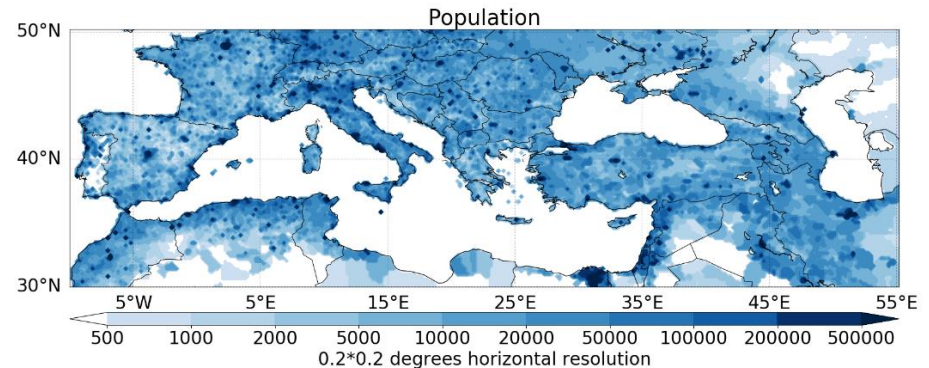 Population
50°N
40°N
30°N
5°W 5°E 15°E 25°E 35°E 45°E 55°E
500 1000 2000 5000 10000 20000 50000 100000 200000 500000
0.2*0.2 degrees horizontal resolution